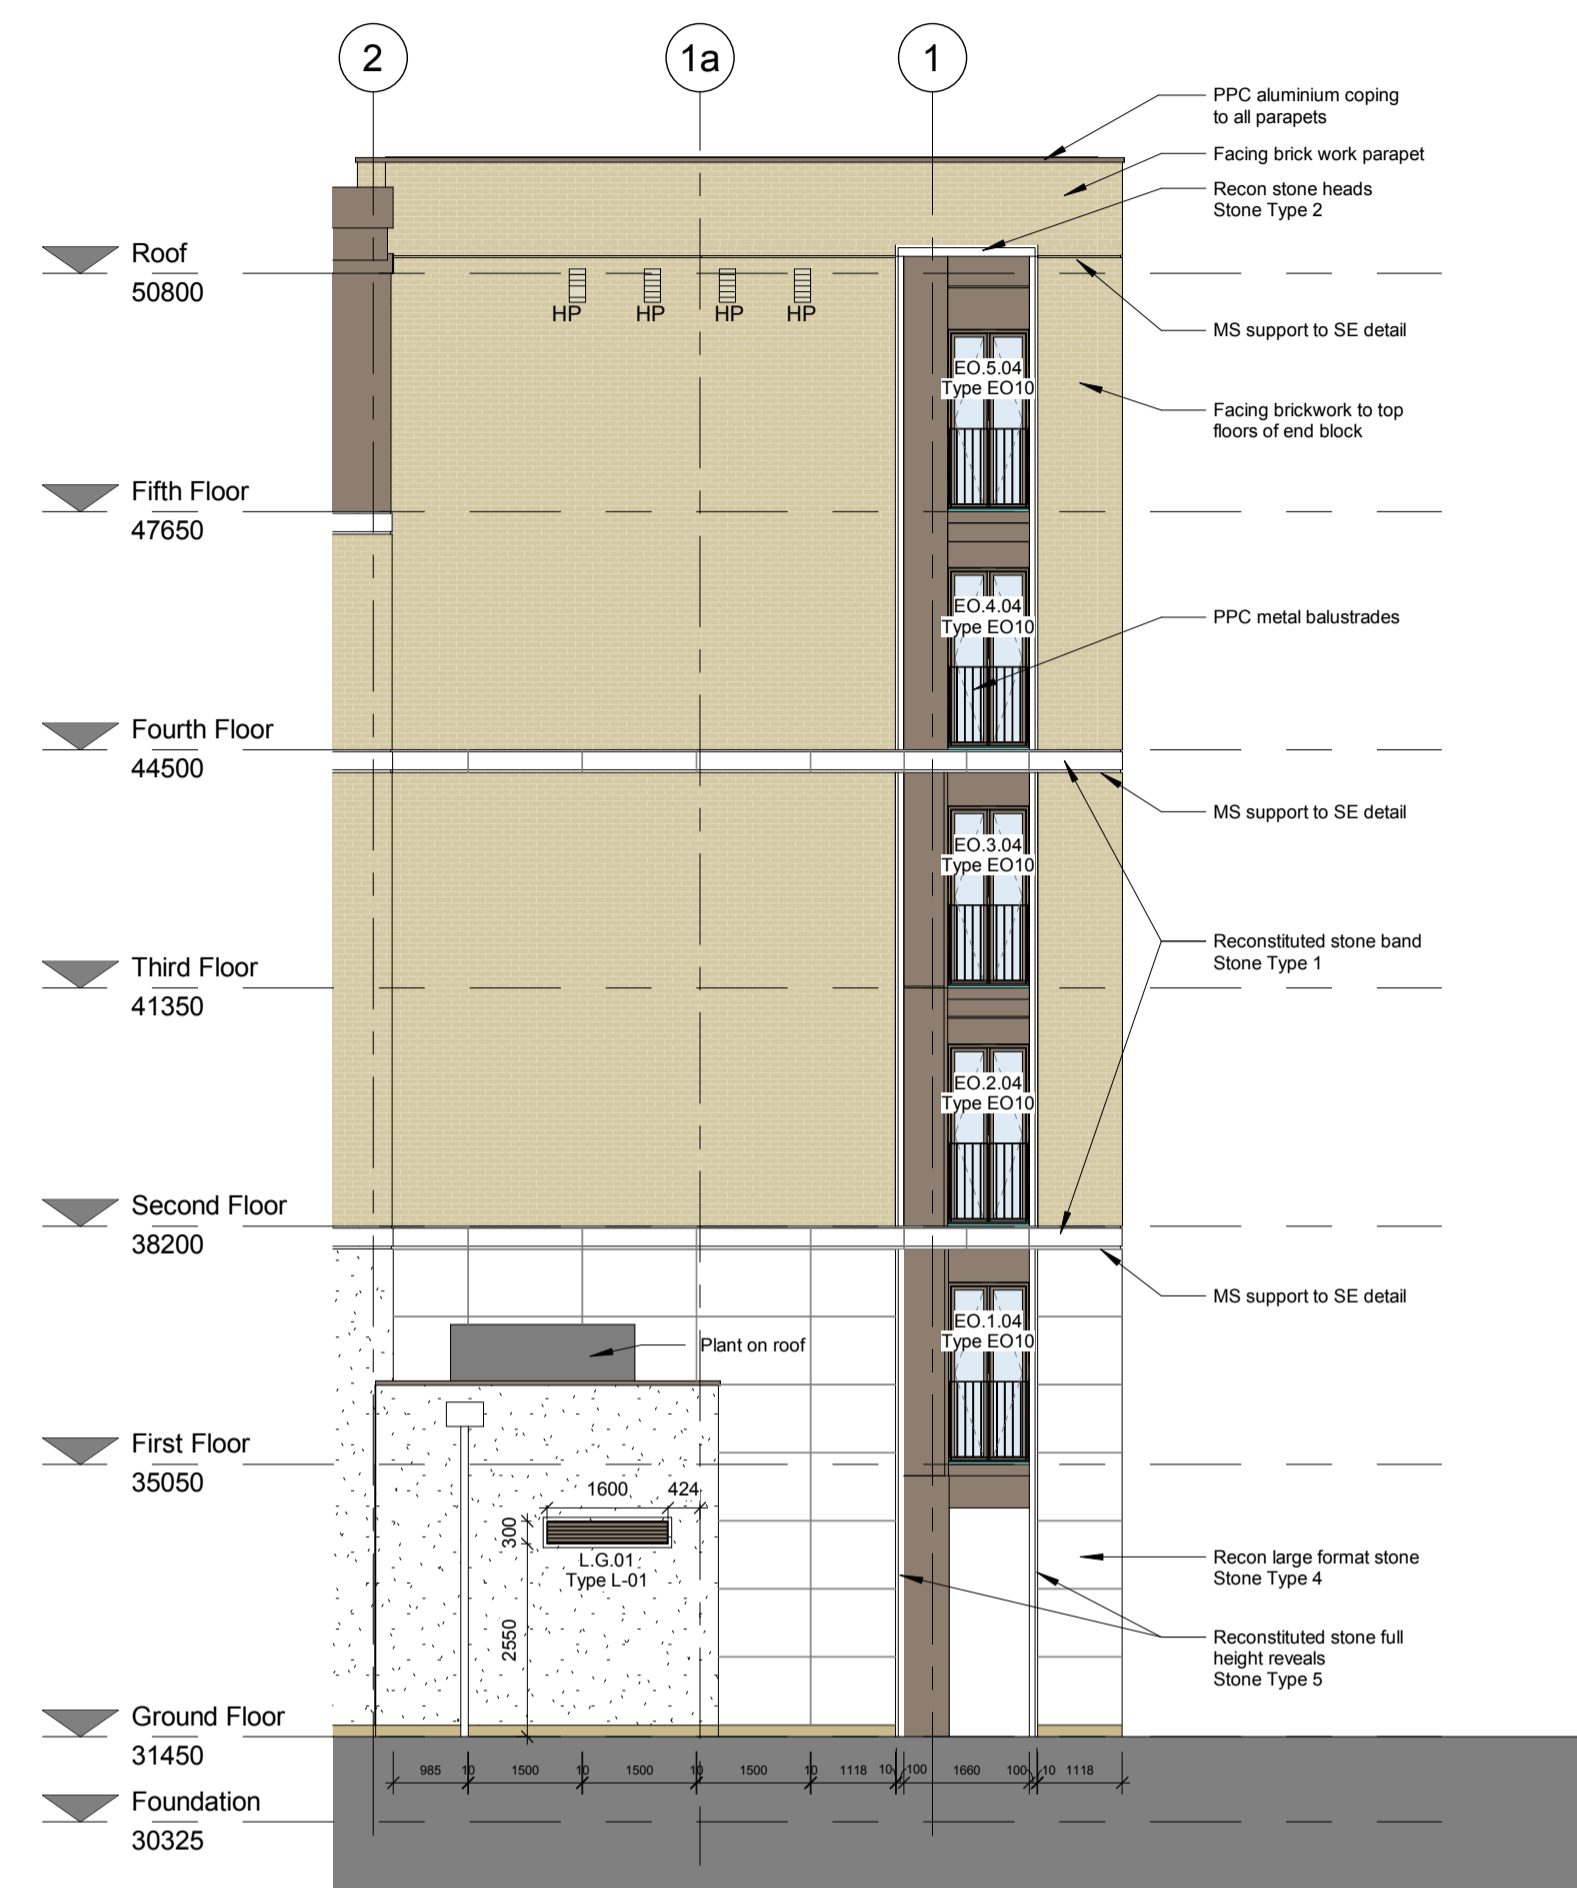 2
1a
1
PPC aluminium coping
to all parapets
Facing brick work parapet
Recon stone heads
Stone Type 2
Roof
50800
HP
HP
HP
HP
MS support to SE detail
EO.5.04
Type EO10
Facing brickwork to top
floors of end block
Fifth Floor
47650
EO.4.04
Type EO10
PPC metal balustrades
Fourth Floor
44500
MS support to SE detail
EO.3.04
Type EO10
Reconstituted stone band
Stone Type 1
Third Floor
41350
EO.2.04
Type EO10
Second Floor
38200
MS support to SE detail
EO.1.04
Type EO10
Plant on roof
First Floor
35050
1600
424
300
L.G.01
Type L-01
2550
Recon large format stone
Stone Type 4
Reconstituted stone full
height reveals
Stone Type 5
Ground Floor
31450
985 10 1500 10 1500 10 1500 10 1118 10 100 1660 100 10 1118
Foundation
30325